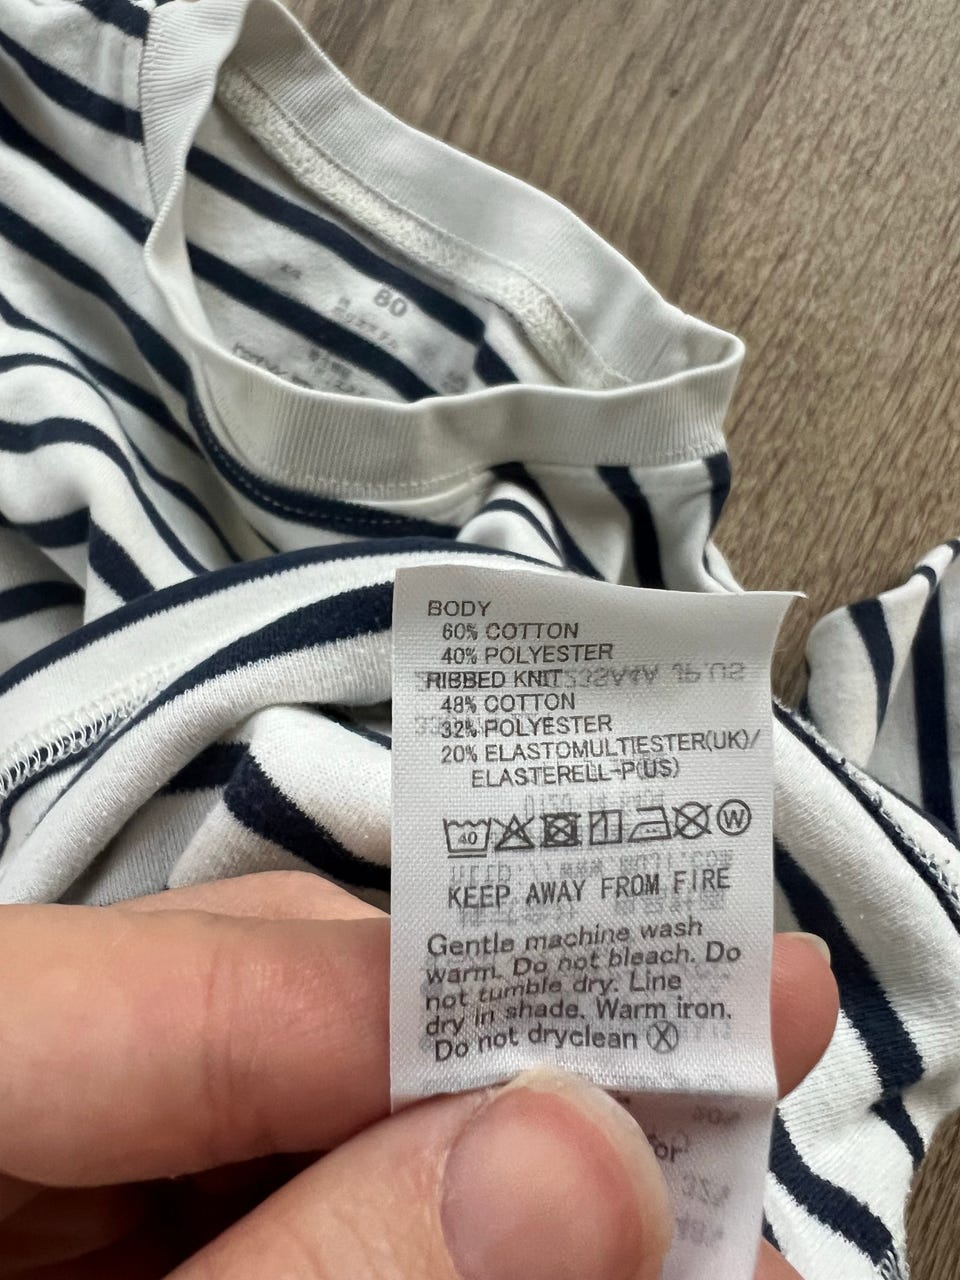 80
BODY
60% COTTON
40% POLYESTER
RIBBED KNIT
48% COTTON
32% POLYESTER
20% ELASTOMULTIESTER(UK)/
ELASTERELL-P(US)
40
W
KEEP AWAY FROM FIRE
Gentle machine wash
warm. Do not bleach. Do
not tumble dry. Line
dry in shade. Warm iron.
Do not dryclean